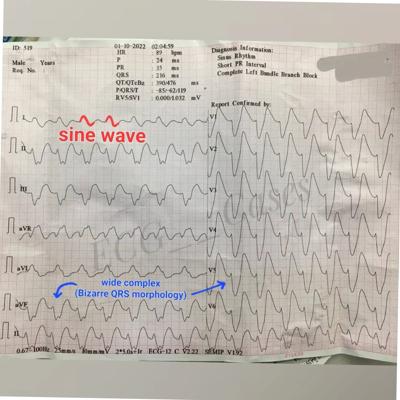 ID: 519
Male Years
Req. No.
01-10-2022 02:04:59
HR : 89 bpm
P : 24 ms
PR : 35 ms
QRS : 216 ms
QT/QTcBz : 390/476 ms
P/QRS/T : -85/-62/119
RV5/SV1 : 0.000/1.032 mV
Diagnosis Information:
Sinus Rhythm
Short PR Interval
Complete Left Bundle Branch Block
Report Confirmed by:
I
sine wave
II
III
aVR
aVL
aVF
II
V1
V2
V3
V4
V5
V6
ECG Cases
wide complex
(Bizarre QRS morphology)
0.67~100Hz 25mm/s 10mm/mV 2*5.0s+1r ECG-12 C V2.22 SEMIP V1.92